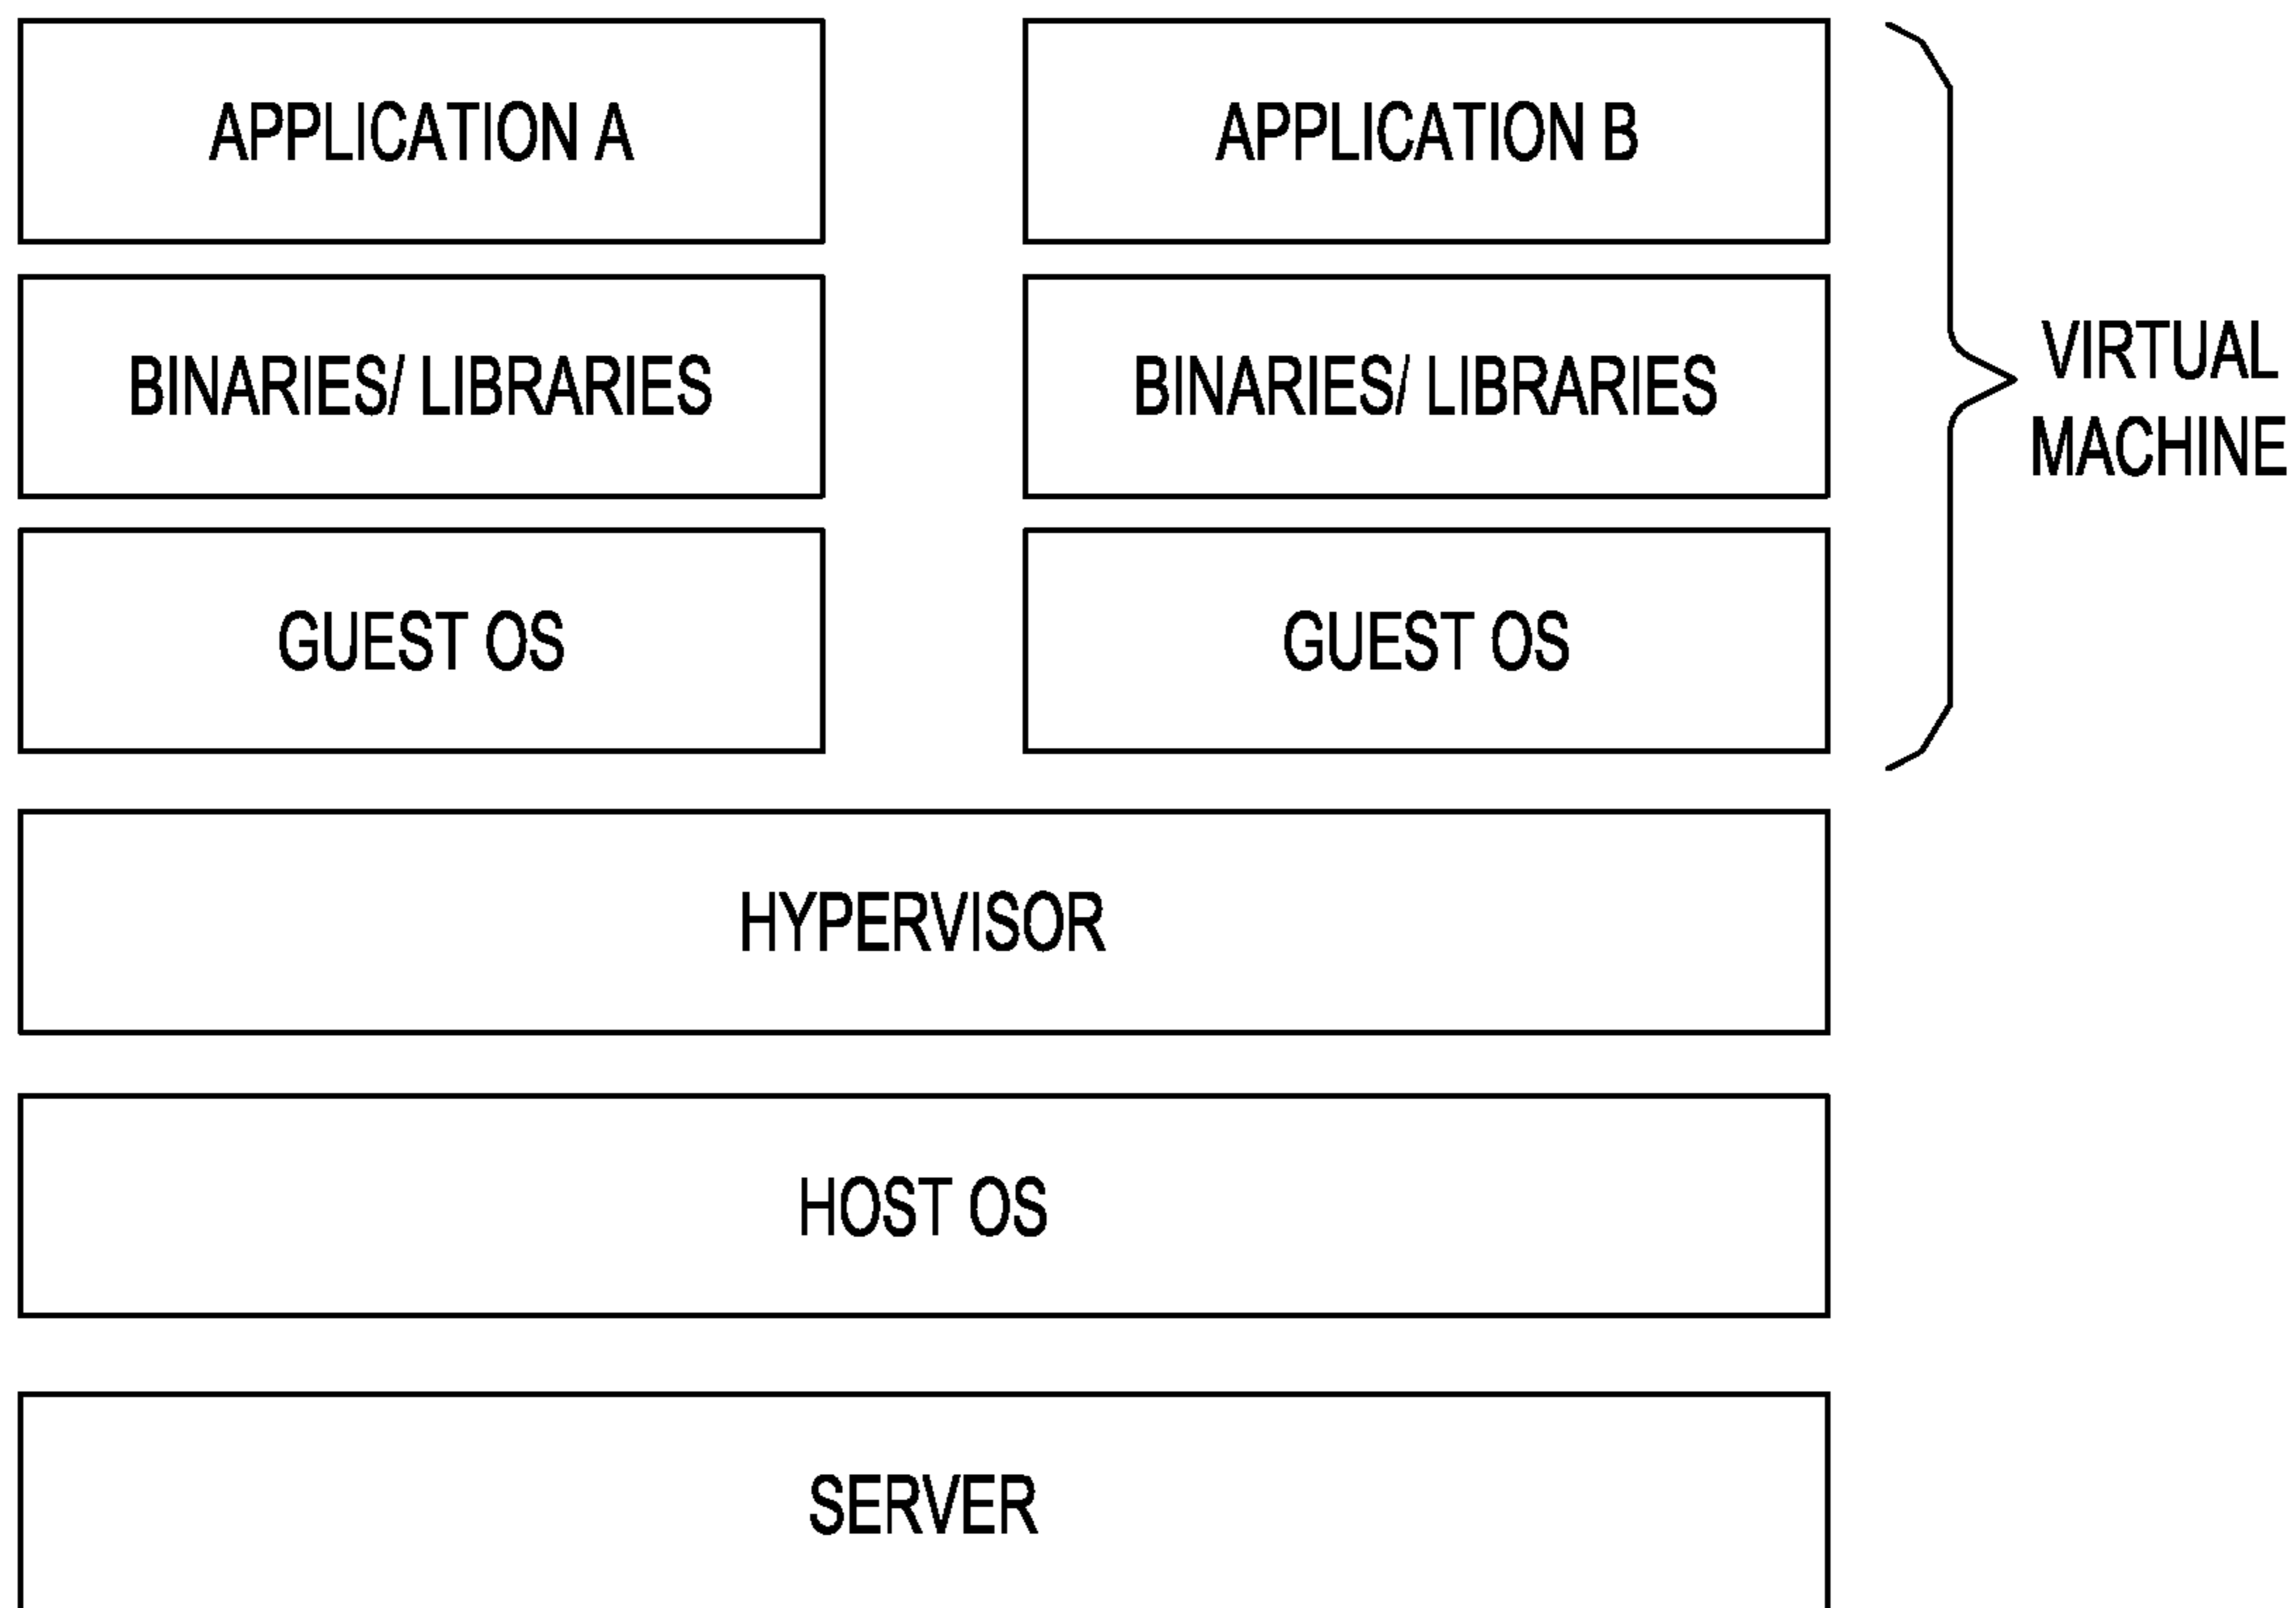 APPLICATION A
APPLICATION B
BINARIES/ LIBRARIES
BINARIES/ LIBRARIES
VIRTUAL
MACHINE
GUEST OS
GUEST OS
HYPERVISOR
HOST OS
SERVER